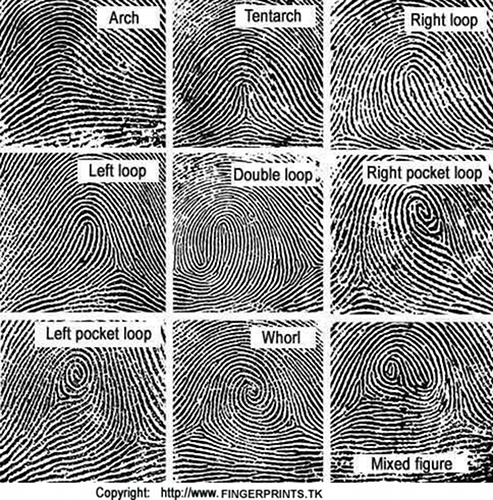 Arch
Tentarch
Right loop
Left loop
Double loop
Right pocket loop
Left pocket loop
Whorl
Mixed figure
Copyright: http://www. FINGERPRINTS.TK